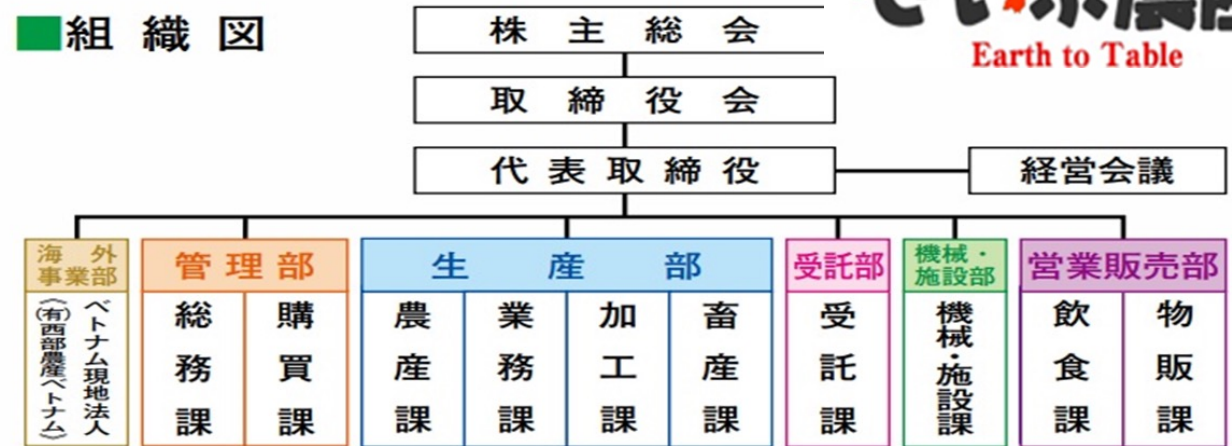 ■組織図
Earth to Table
株主総会
取締役会
代表取締役
経営会議
海外
事業部
ベトナム現地法人
（(有)西部農産ベトナム）
管理部
総務課
購買課
生産部
農産課
業務課
加工課
畜産課
受託部
受託課
機械・
施設部
機械・施設課
営業販売部
飲食課
物販課